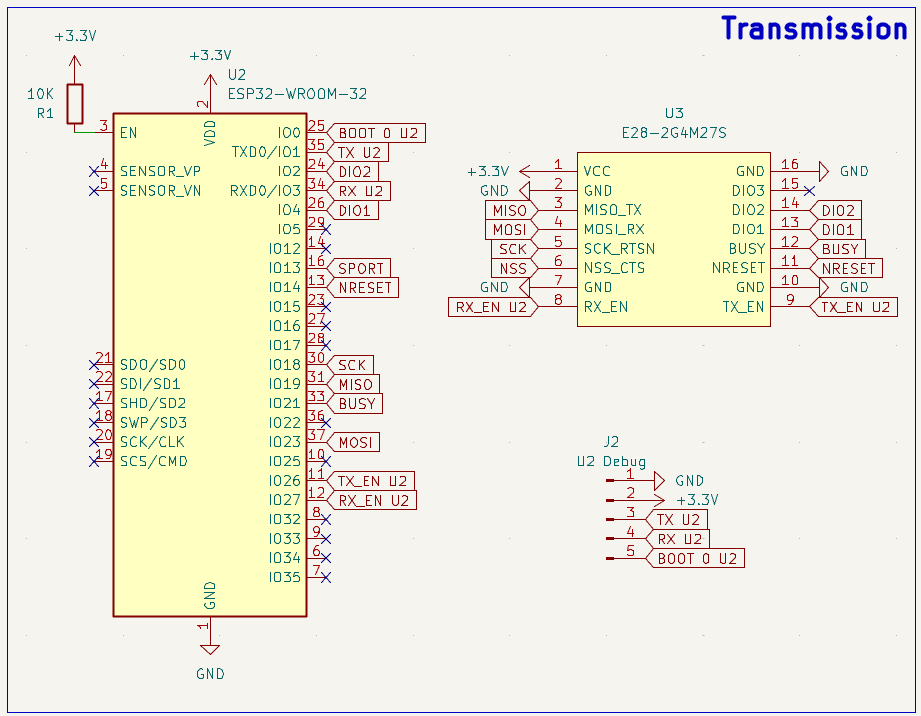 Transmission
+3.3V
10K
R1
+3.3V
U2
ESP32-WROOM-32
2
VDD
3 EN
4 SENSOR_VP
5 SENSOR_VN
21 SDO/SD0
22 SDI/SD1
17 SHD/SD2
18 SWP/SD3
20 SCK/CLK
19 SCS/CMD
IO0 25 BOOT 0 U2
TXD0/IO1 35 TX U2
IO2 24 DIO2
RXD0/IO3 34 RX U2
IO4 26 DIO1
IO5 29
IO12 14
IO13 16 SPORT
IO14 13 NRESET
IO15 23
IO16 27
IO17 28
IO18 30 SCK
IO19 31 MISO
IO21 33 BUSY
IO22 36
IO23 37 MOSI
IO25 10
IO26 11 TX_EN U2
IO27 12 RX_EN U2
IO32 8
IO33 9
IO34 6
IO35 7
GND
1
GND
U3
E28-2G4M27S
+3.3V 1 VCC
GND 2 GND
MISO 3 MISO_TX
MOSI 4 MOSI_RX
SCK 5 SCK_RTSN
NSS 6 NSS_CTS
GND 7 GND
RX_EN U2 8 RX_EN
GND 16 GND
DIO3 15
DIO2 14 DIO2
DIO1 13 DIO1
BUSY 12 BUSY
NRESET 11 NRESET
GND 10 GND
TX_EN 9 TX_EN U2
J2
U2 Debug
1 GND
2 +3.3V
3 TX U2
4 RX U2
5 BOOT 0 U2